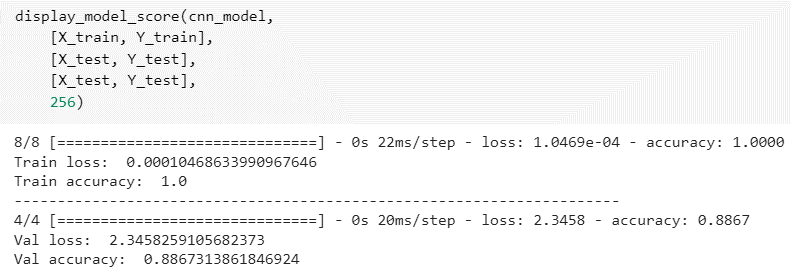 display_model_score(cnn_model,
    [X_train, Y_train],
    [X_test, Y_test],
    [X_test, Y_test],
    256)
8/8 [==============================] - 0s 22ms/step - loss: 1.0469e-04 - accuracy: 1.0000
Train loss:  0.00010468633990967646
Train accuracy:  1.0
----------------------------------------------------------------------
4/4 [==============================] - 0s 20ms/step - loss: 2.3458 - accuracy: 0.8867
Val loss:  2.3458259105682373
Val accuracy:  0.8867313861846924